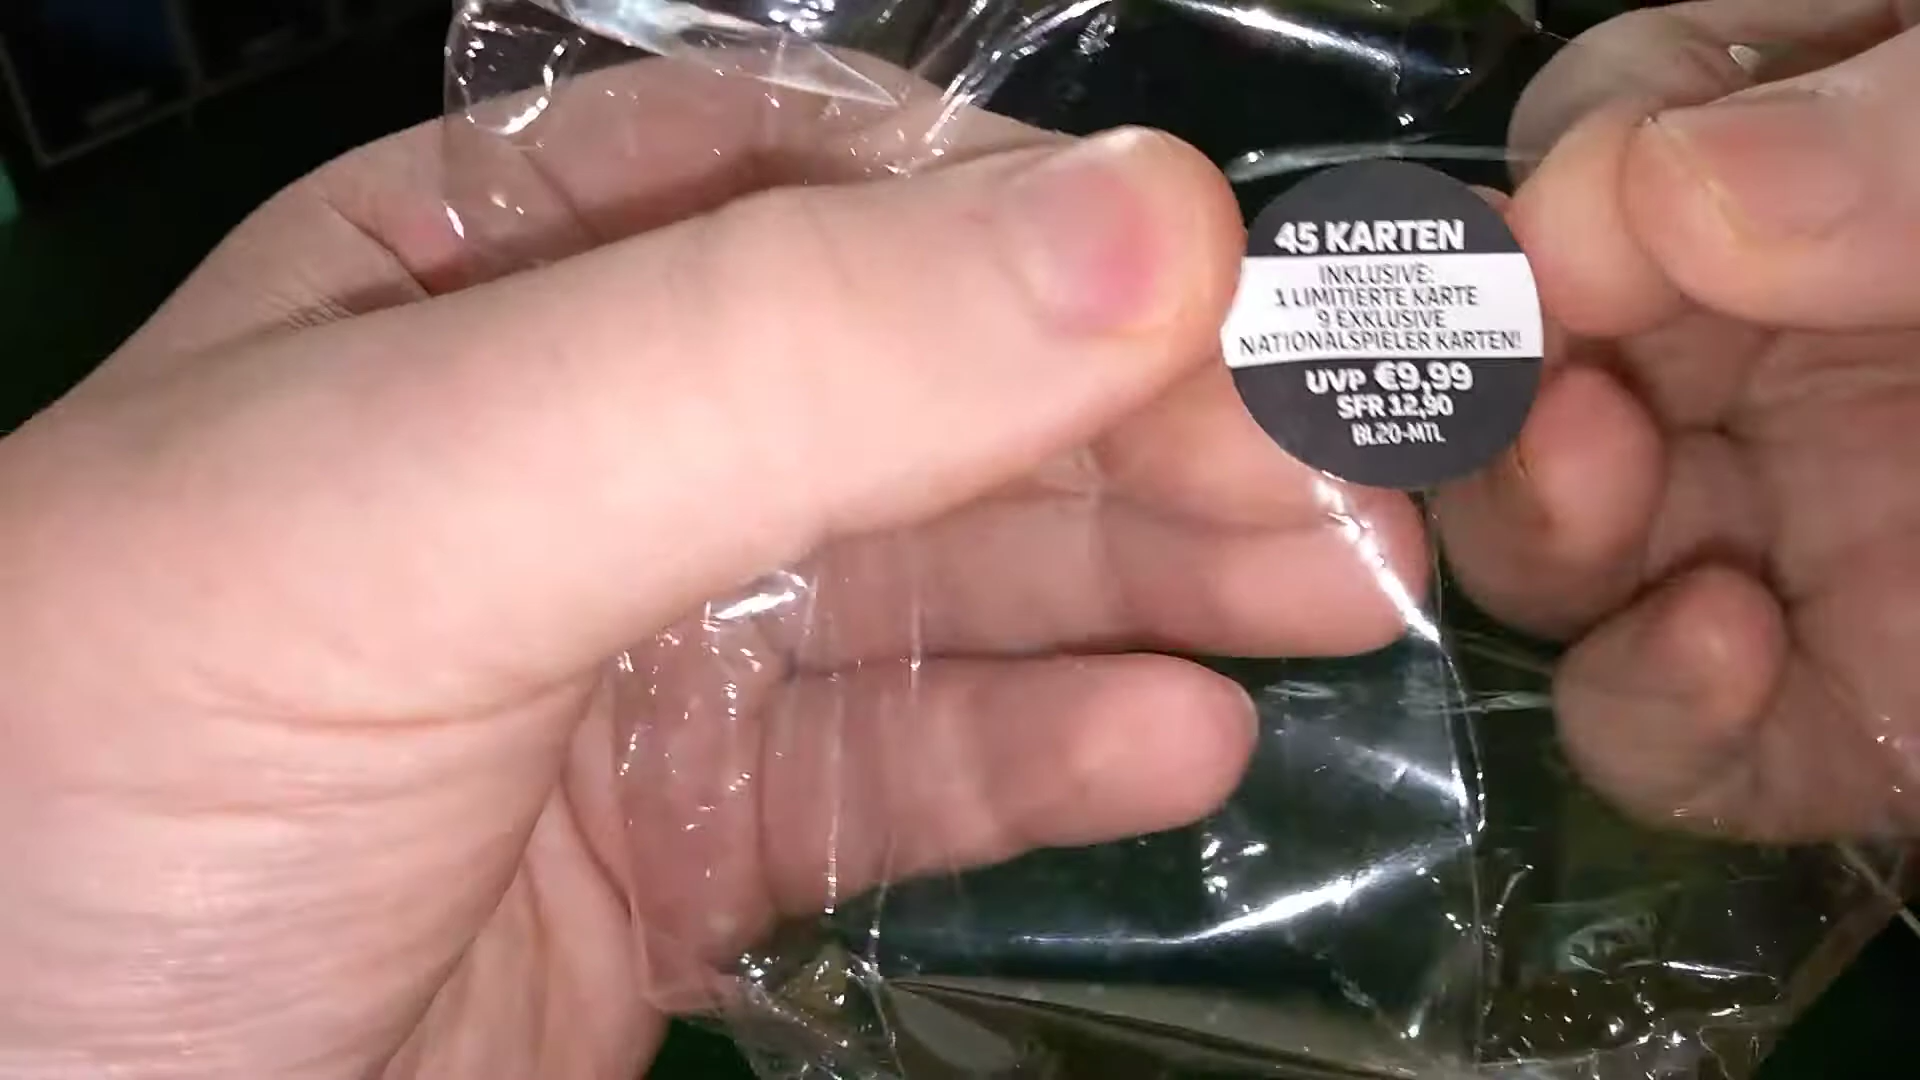 45 KARTEN
INKLUSIVE:
1 LIMITIERTE KARTE
9 EXKLUSIVE
NATIONALSPIELER KARTEN!
UVP €9,99
SFR 12,90
BL20-MTL